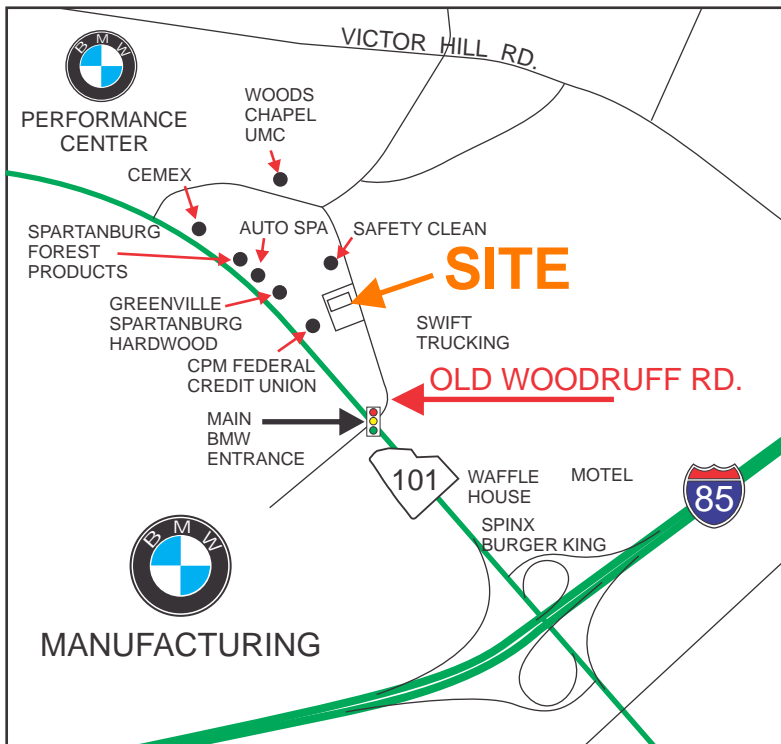 VICTOR HILL RD.
BMW
PERFORMANCE
CENTER
WOODS
CHAPEL
UMC
CEMEX
SPARTANBURG
FOREST
PRODUCTS
AUTO SPA
SAFETY CLEAN
SITE
GREENVILLE
SPARTANBURG
HARDWOOD
SWIFT
TRUCKING
CPM FEDERAL
CREDIT UNION
OLD WOODRUFF RD.
MAIN
BMW
ENTRANCE
101
WAFFLE
HOUSE
MOTEL
85
SPINX
BURGER KING
BMW
MANUFACTURING